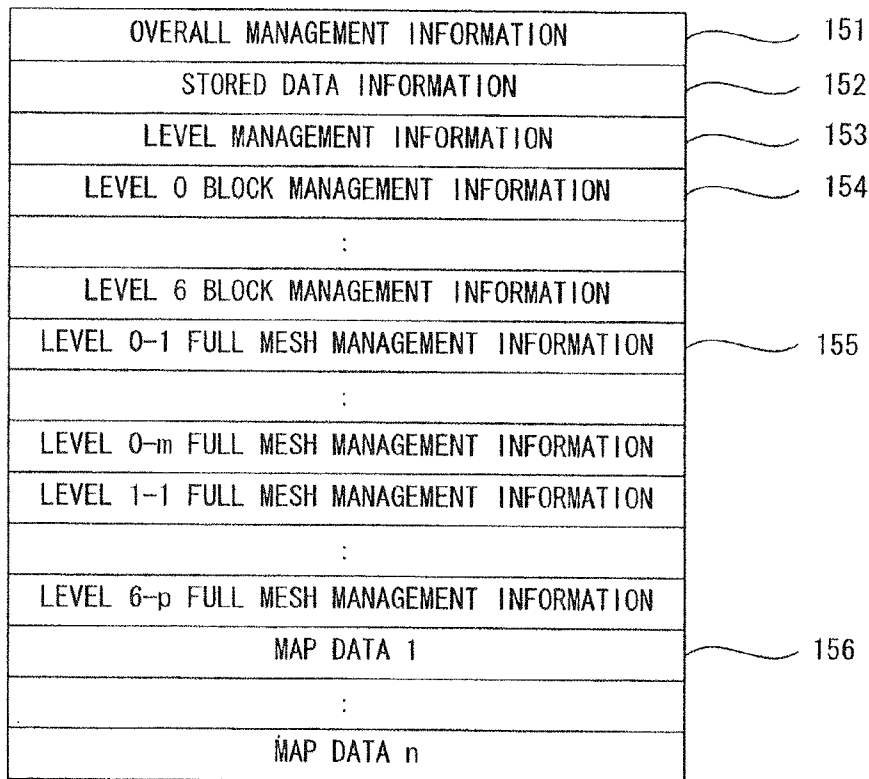 OVERALL MANAGEMENT INFORMATION 151
STORED DATA INFORMATION 152
LEVEL MANAGEMENT INFORMATION 153
LEVEL 0 BLOCK MANAGEMENT INFORMATION 154
:
LEVEL 6 BLOCK MANAGEMENT INFORMATION
LEVEL 0-1 FULL MESH MANAGEMENT INFORMATION 155
:
LEVEL 0-m FULL MESH MANAGEMENT INFORMATION
LEVEL 1-1 FULL MESH MANAGEMENT INFORMATION
:
LEVEL 6-p FULL MESH MANAGEMENT INFORMATION
MAP DATA 1 156
:
MAP DATA n